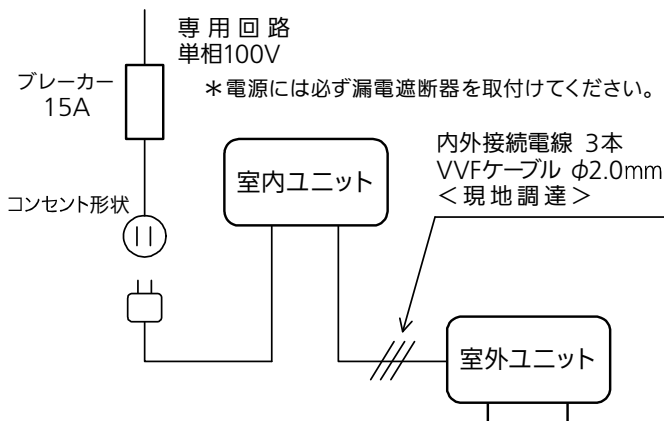 専用回路
単相100V
ブレーカー
15A
＊電源には必ず漏電遮断器を取付けてください。
内外接続電線 3本
VVFケーブル φ2.0mm
＜現地調達＞
室内ユニット
コンセント形状
室外ユニット